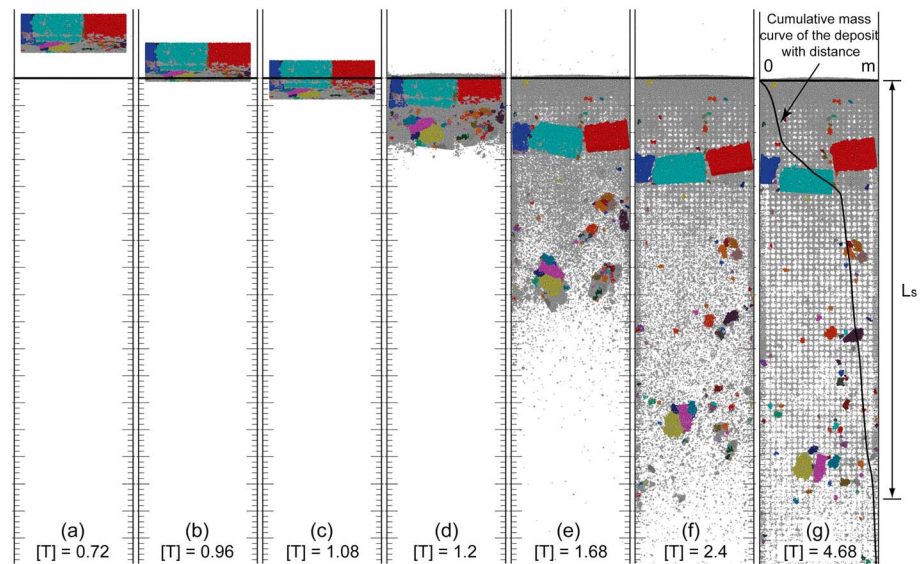 Cumulative mass
curve of the deposit
with distance
0 m
Ls
(a)
[T] = 0.72
(b)
[T] = 0.96
(c)
[T] = 1.08
(d)
[T] = 1.2
(e)
[T] = 1.68
(f)
[T] = 2.4
(g)
[T] = 4.68